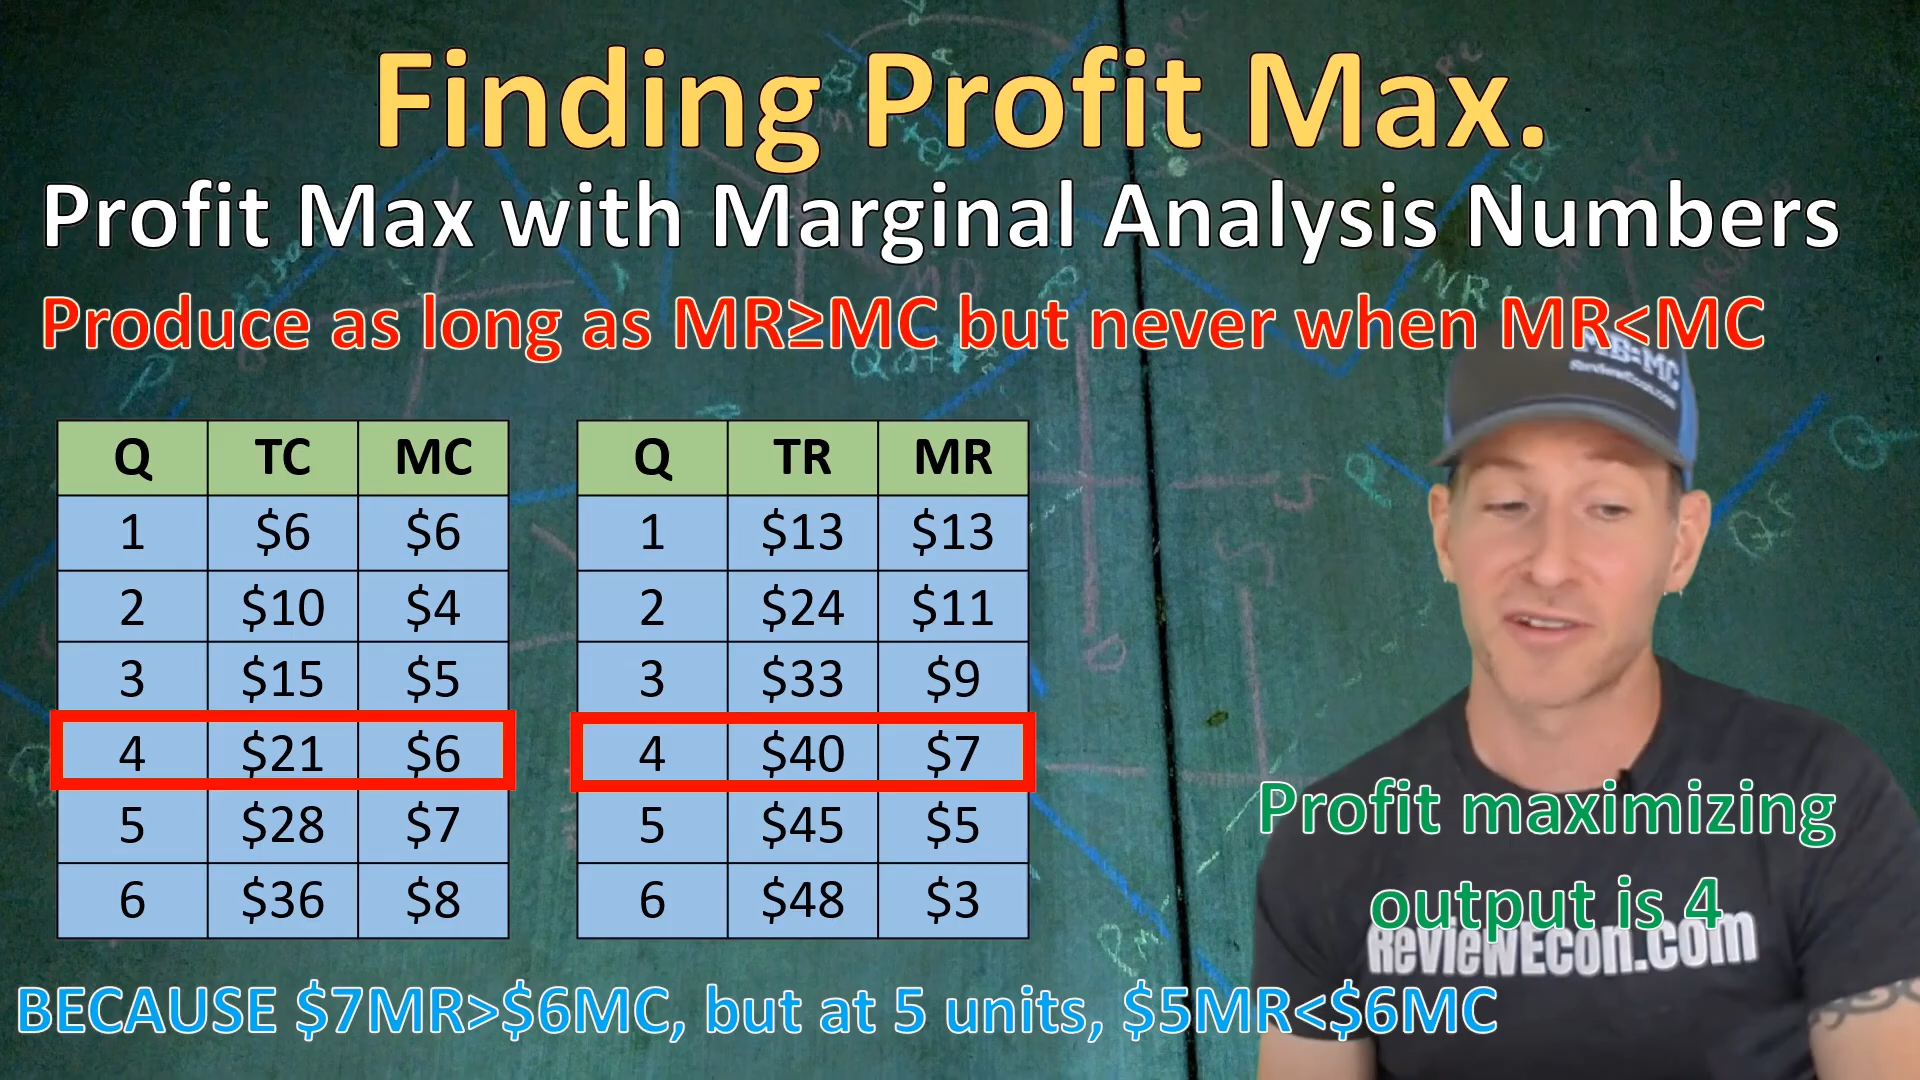 Finding Profit Max.
Profit Max with Marginal Analysis Numbers
Produce as long as MR≥MC but never when MR<MC
MB=MC
ReviewEcon.com
Q TC MC
1 $6 $6
2 $10 $4
3 $15 $5
4 $21 $6
5 $28 $7
6 $36 $8
Q TR MR
1 $13 $13
2 $24 $11
3 $33 $9
4 $40 $7
5 $45 $5
6 $48 $3
Profit maximizing
output is 4
ReviewEcon.com
BECAUSE $7MR>$6MC, but at 5 units, $5MR<$6MC